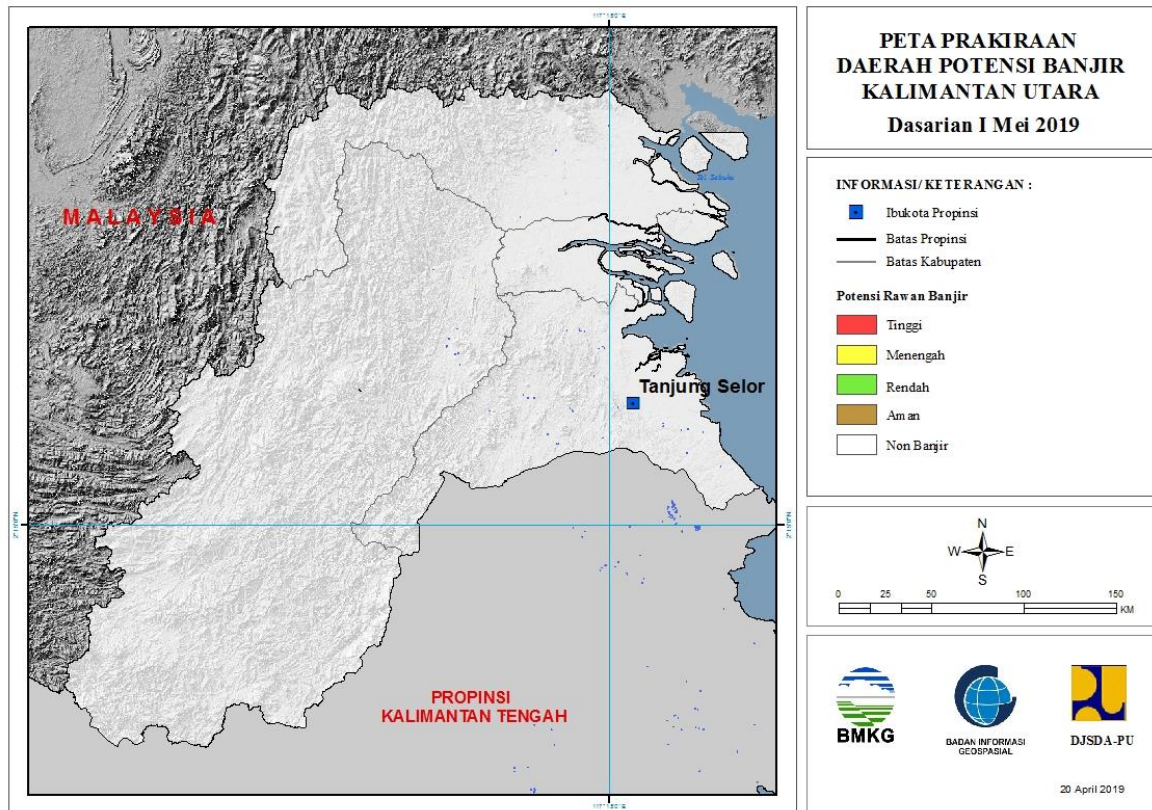 PETA PRAKIRAAN
DAERAH POTENSI BANJIR
KALIMANTAN UTARA
Dasarian I Mei 2019
INFORMASI/ KETERANGAN :
Ibukota Propinsi
Batas Propinsi
Batas Kabupaten
Potensi Rawan Banjir
Tinggi
Menengah
Rendah
Aman
Non Banjir
N
W E
S
0 25 50 100 150
KM
BMKG
BADAN INFORMASI
GEOSPASIAL
DJSDA-PU
20 April 2019
MALAYSIA
Tanjung Selor
PROPINSI
KALIMANTAN TENGAH